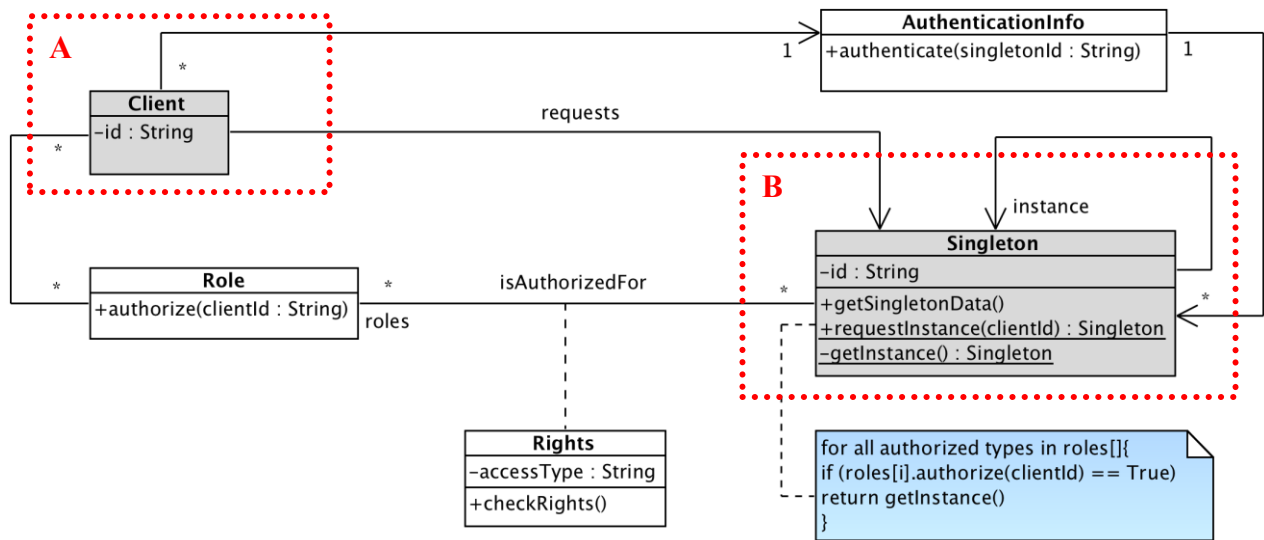 A
*
Client
-id : String
*
AuthenticationInfo
+authenticate(singletonId : String)
1
1
requests
B
instance
Singleton
-id : String
+getSingletonData()
+requestInstance(clientId) : Singleton
-getInstance() : Singleton
*
*
Role
+authorize(clientId : String)
*
*
roles
isAuthorizedFor
Rights
-accessType : String
+checkRights()
for all authorized types in roles[]{
if (roles[i].authorize(clientId) == True)
return getInstance()
}